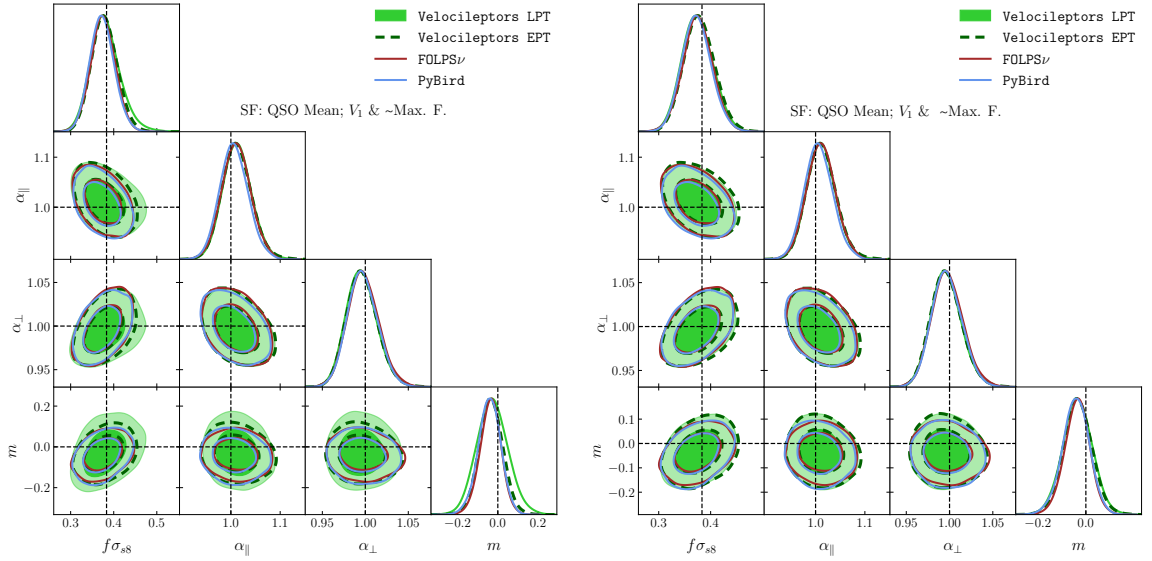 Velocileptors LPT
Velocileptors EPT
FOLPSν
PyBird
SF: QSO Mean; V₁ & ~Max. F.
1.1
1.0
α∥
1.05
1.00
0.95
α⊥
0.2
0.0
−0.2
m
0.3 0.4 0.5
1.0 1.1
0.95 1.00 1.05
−0.2 0.0 0.2
fσs8
α∥
α⊥
m
Velocileptors LPT
Velocileptors EPT
FOLPSν
PyBird
SF: QSO Mean; V₁ & ~Max. F.
1.1
1.0
α∥
1.05
1.00
0.95
α⊥
0.1
0.0
−0.1
−0.2
m
0.3 0.4
1.0 1.1
0.95 1.00 1.05
−0.2 0.0
fσs8
α∥
α⊥
m